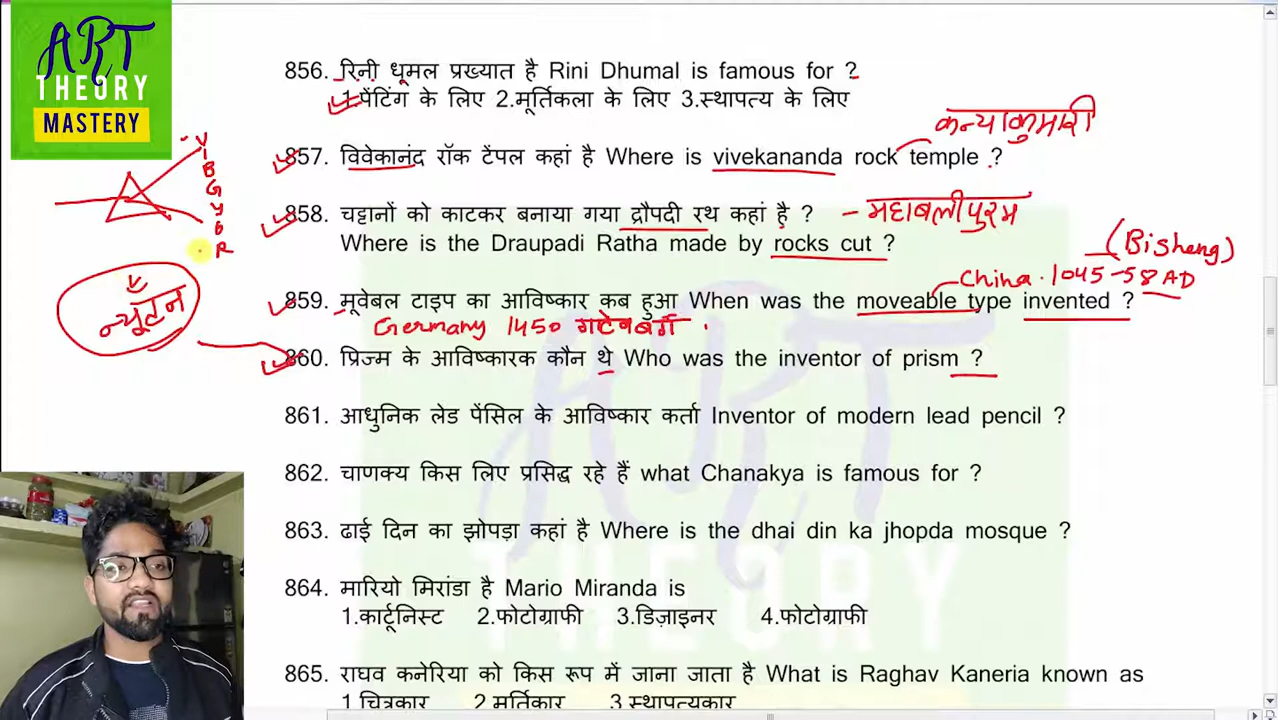 ART
THEORY
MASTERY
856. रिनी धूमल प्रख्यात है Rini Dhumal is famous for ?
1.पेंटिंग के लिए 2.मूर्तिकला के लिए 3.स्थापत्य के लिए
कन्याकुमारी
857. विवेकानंद रॉक टेंपल कहां है Where is vivekananda rock temple ?
858. चट्टानों को काटकर बनाया गया द्रौपदी रथ कहां है ? - महाबलीपुरम
Where is the Draupadi Ratha made by rocks cut ?
(Bisheng)
China. 1045-58 AD
859. मूवेबल टाइप का आविष्कार कब हुआ When was the moveable type invented ?
Germany 1450 गटेनबर्ग .
860. प्रिज्म के आविष्कारक कौन थे Who was the inventor of prism ?
861. आधुनिक लेड पेंसिल के आविष्कार कर्ता Inventor of modern lead pencil ?
862. चाणक्य किस लिए प्रसिद्ध रहे हैं what Chanakya is famous for ?
863. ढाई दिन का झोपड़ा कहां है Where is the dhai din ka jhopda mosque ?
864. मारियो मिरांडा है Mario Miranda is
1.कार्टूनिस्ट 2.फोटोग्राफी 3.डिज़ाइनर 4.फोटोग्राफी
865. राघव कनेरिया को किस रूप में जाना जाता है What is Raghav Kaneria known as
1 चित्रकार 2 मूर्तिकार 3 स्थापत्यकार
V
I
B
G
Y
O
R
न्यूटन